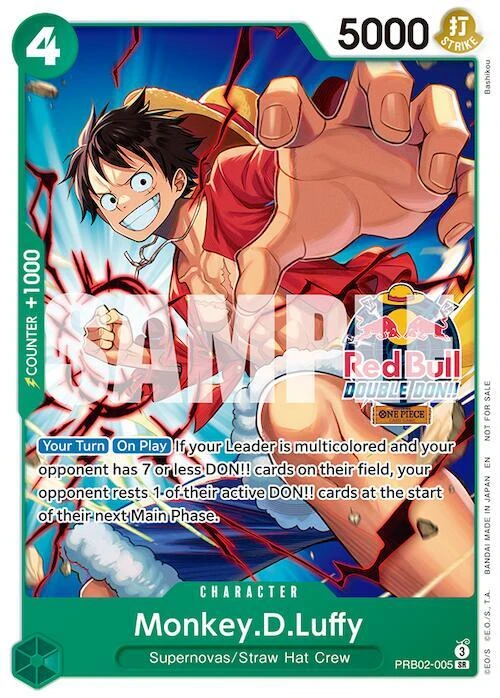 4
5000
打
STRIKE
Bashikou
COUNTER +1000
SAMPLE
Red Bull
DOUBLE DON!!
ONE PIECE
CARD GAME
Your Turn On Play If your Leader is multicolored and your
opponent has 7 or less DON!! cards on their field, your
opponent rests 1 of their active DON!! cards at the start
of their next Main Phase.
CHARACTER
Monkey.D.Luffy
Supernovas/Straw Hat Crew
3
PRB02-005 SR
©E.O/S ©E.O./S., T.A. BANDAI MADE IN JAPAN EN NOT FOR SALE